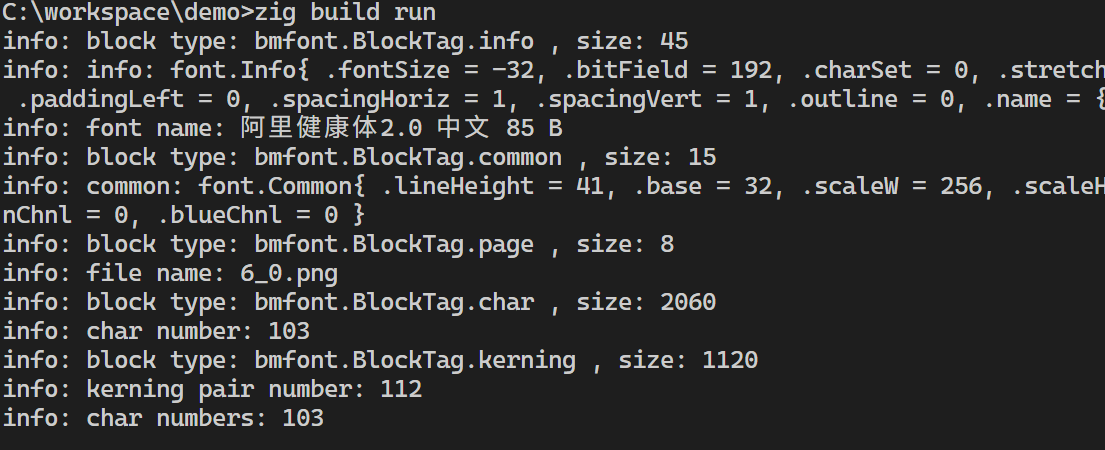 C:\workspace\demo>zig build run
info: block type: bmfont.BlockTag.info , size: 45
info: info: font.Info{ .fontSize = -32, .bitField = 192, .charSet = 0, .stretch
 .paddingLeft = 0, .spacingHoriz = 1, .spacingVert = 1, .outline = 0, .name = {
info: font name: 阿里健康体2.0 中文 85 B
info: block type: bmfont.BlockTag.common , size: 15
info: common: font.Common{ .lineHeight = 41, .base = 32, .scaleW = 256, .scaleH
nChnl = 0, .blueChnl = 0 }
info: block type: bmfont.BlockTag.page , size: 8
info: file name: 6_0.png
info: block type: bmfont.BlockTag.char , size: 2060
info: char number: 103
info: block type: bmfont.BlockTag.kerning , size: 1120
info: kerning pair number: 112
info: char numbers: 103